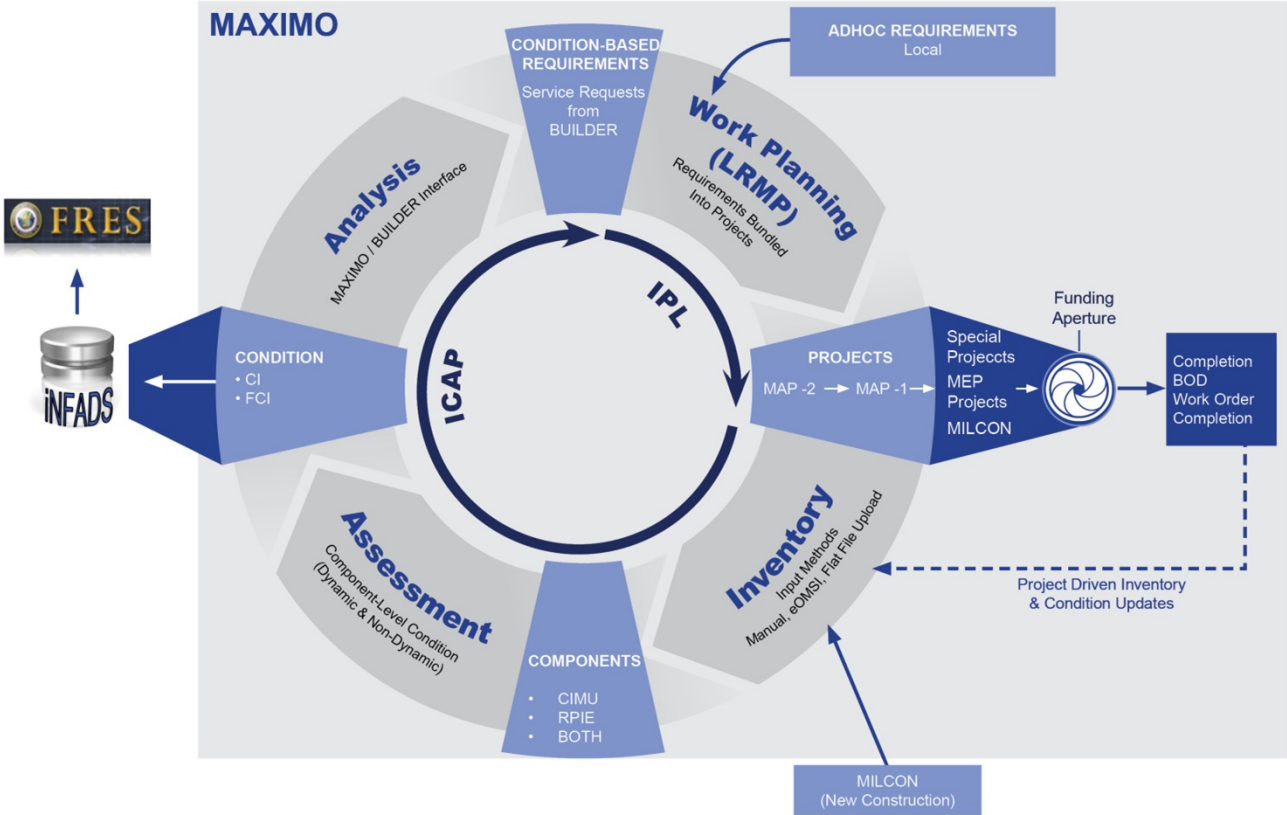 MAXIMO
CONDITION-BASED
REQUIREMENTS
Service Requests
from
BUILDER
ADHOC REQUIREMENTS
Local
Work Planning
(LRMP)
Requirements Bundled
Into Projects
Analysis
MAXIMO / BUILDER Interface
FRES
iNFADS
CONDITION
• CI
• FCI
ICAP
IPL
PROJECTS
MAP -2
MAP -1
Special
Projeccts
MEP
Projects
MILCON
Funding
Aperture
Completion
BOD
Work Order
Completion
Assessment
Component-Level Condition
(Dynamic & Non-Dynamic)
COMPONENTS
• CIMU
• RPIE
• BOTH
Inventory
Input Methods
Manual, eOMSI, Flat File Upload
Project Driven Inventory
& Condition Updates
MILCON
(New Construction)